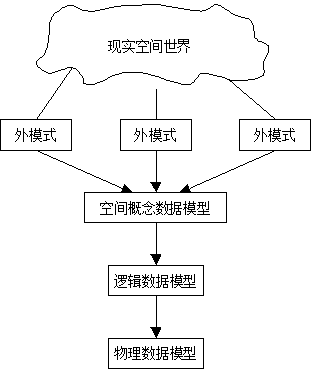 现实空间世界
外模式
外模式
外模式
空间概念数据模型
逻辑数据模型
物理数据模型